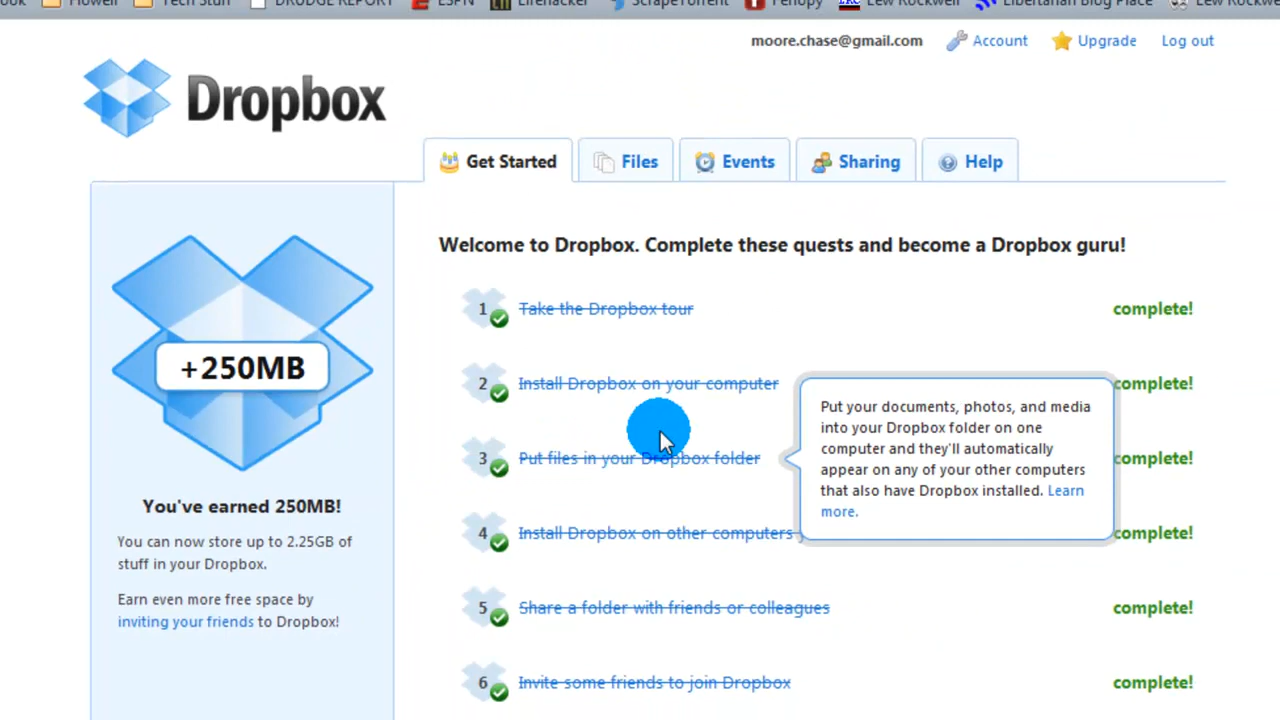 Howell Tech Stuff DRUDGE REPORT ESPN Lifehacker ScrapeTorrent Fenopy Lew Rockwell Libertarian Blog Place
moore.chase@gmail.com Account Upgrade Log out
Dropbox
Get Started Files Events Sharing Help
Welcome to Dropbox. Complete these quests and become a Dropbox guru!
1 Take the Dropbox tour complete!
2 Install Dropbox on your computer complete!
3 Put files in your Dropbox folder complete!
Put your documents, photos, and media
into your Dropbox folder on one
computer and they'll automatically
appear on any of your other computers
that also have Dropbox installed. Learn
more.
4 Install Dropbox on other computers complete!
5 Share a folder with friends or colleagues complete!
6 Invite some friends to join Dropbox complete!
+250MB
You've earned 250MB!
You can now store up to 2.25GB of
stuff in your Dropbox.
Earn even more free space by
inviting your friends to Dropbox!